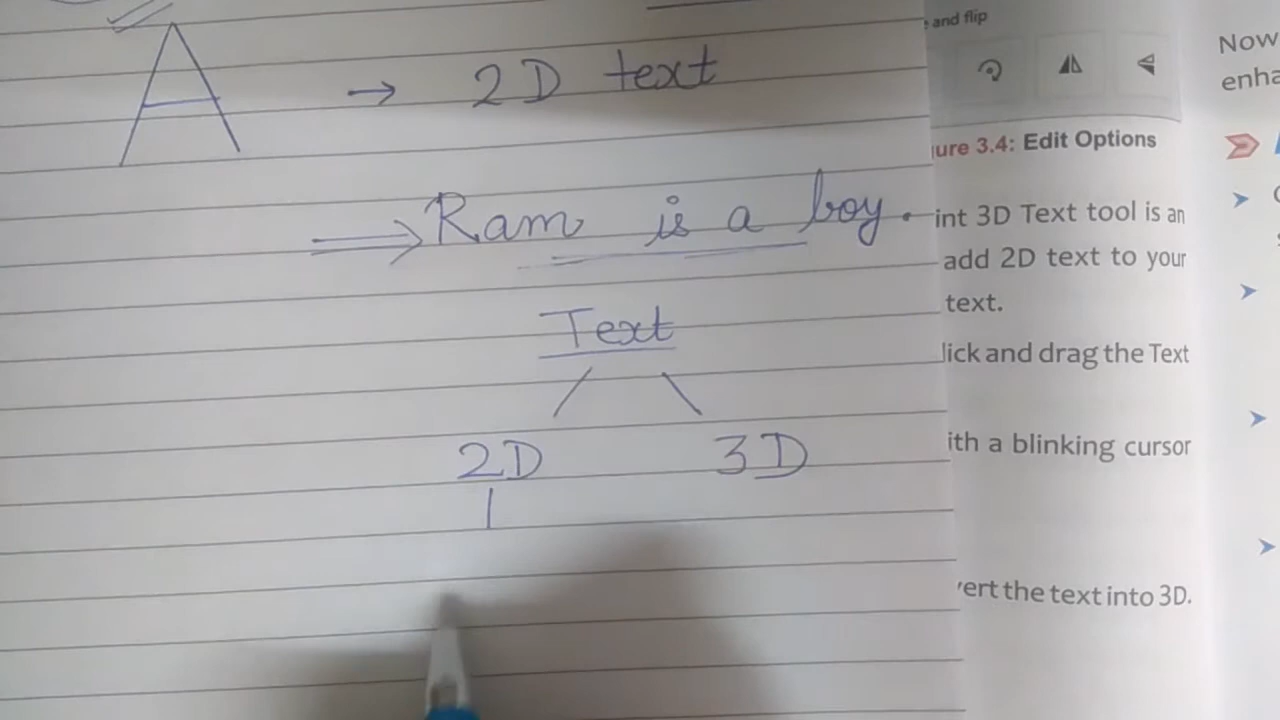 A → 2D text
⇒ Ram is a boy.
Text
2D 3D
and flip
ure 3.4: Edit Options
int 3D Text tool is an
add 2D text to your
text.
lick and drag the Text
ith a blinking cursor
vert the text into 3D.
Now
enha